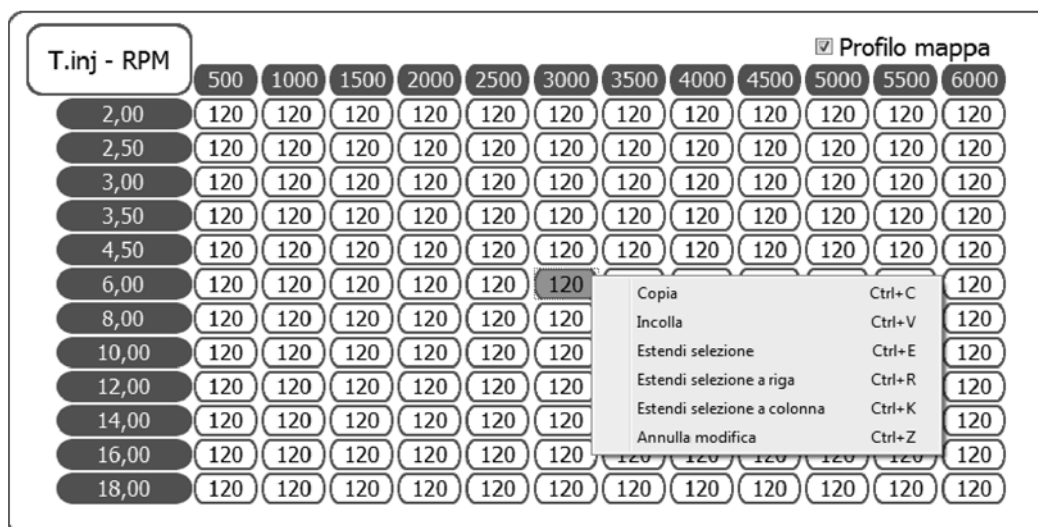 T.inj - RPM
Profilo mappa
500 1000 1500 2000 2500 3000 3500 4000 4500 5000 5500 6000
2,00 120 120 120 120 120 120 120 120 120 120 120 120
2,50 120 120 120 120 120 120 120 120 120 120 120 120
3,00 120 120 120 120 120 120 120 120 120 120 120 120
3,50 120 120 120 120 120 120 120 120 120 120 120 120
4,50 120 120 120 120 120 120 120 120 120 120 120 120
6,00 120 120 120 120 120 120 120
Copia Ctrl+C
8,00 120 120 120 120 120 120 120
Incolla Ctrl+V
10,00 120 120 120 120 120 120 120
Estendi selezione Ctrl+E
12,00 120 120 120 120 120 120 120
Estendi selezione a riga Ctrl+R
14,00 120 120 120 120 120 120 120
Estendi selezione a colonna Ctrl+K
Annulla modifica Ctrl+Z
16,00 120 120 120 120 120 120 120 120 120 120 120 120
18,00 120 120 120 120 120 120 120 120 120 120 120 120